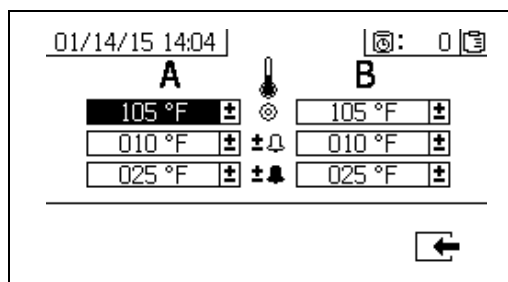 01/14/15 14:04 : 0
A B
105 °F ± 105 °F ±
010 °F ± ± 010 °F ±
025 °F ± ± 025 °F ±